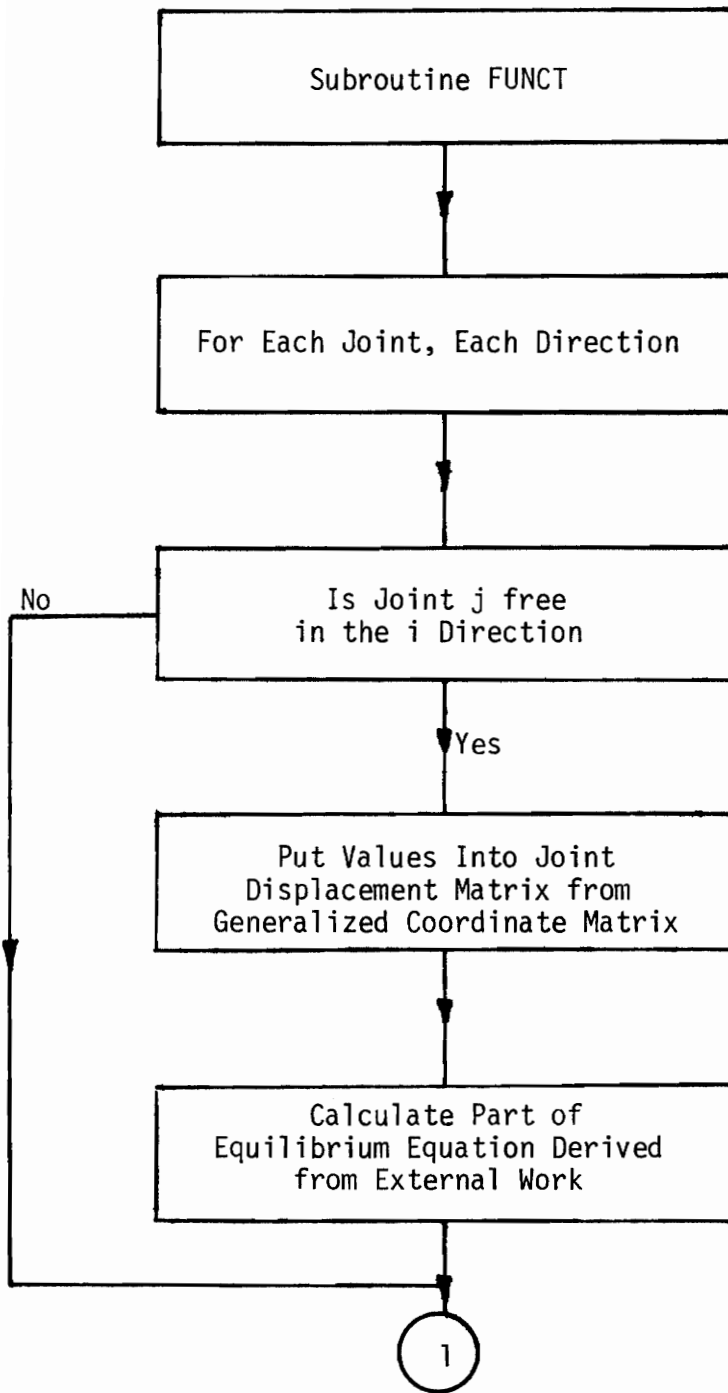 Subroutine FUNCT
For Each Joint, Each Direction
No
Is Joint j free
in the i Direction
Yes
Put Values Into Joint
Displacement Matrix from
Generalized Coordinate Matrix
Calculate Part of
Equilibrium Equation Derived
from External Work
1